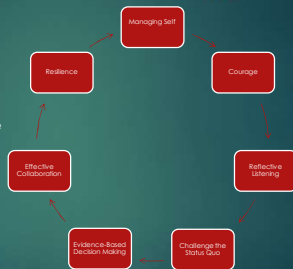 Managing Self
Courage
Reflective
Listening
Challenge the
Status Quo
Evidence-Based
Decision Making
Effective
Collaboration
Resilience